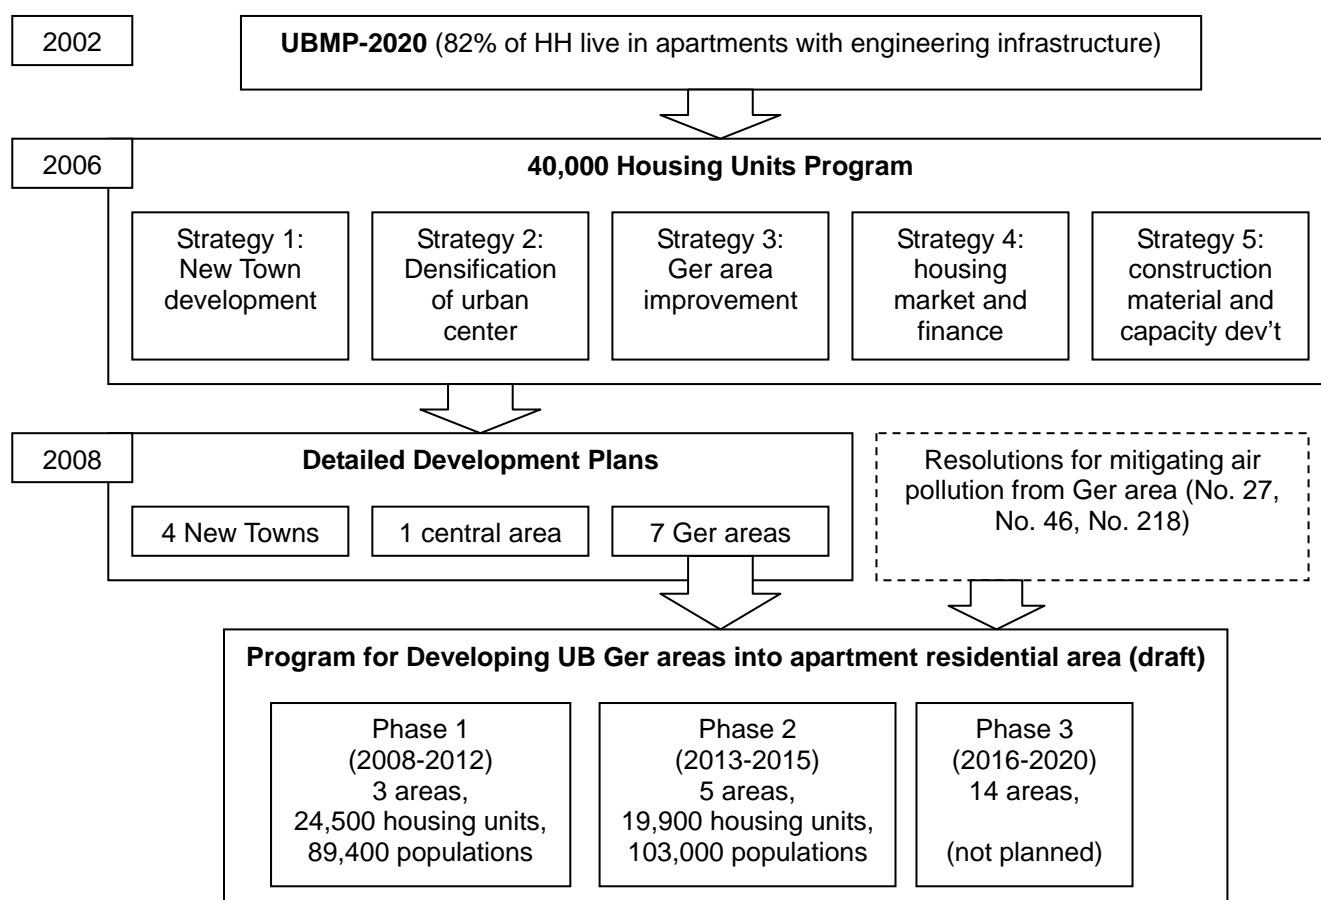 2002
UBMP-2020 (82% of HH live in apartments with engineering infrastructure)
2006
40,000 Housing Units Program
Strategy 1:
New Town
development
Strategy 2:
Densification
of urban
center
Strategy 3:
Ger area
improvement
Strategy 4:
housing
market and
finance
Strategy 5:
construction
material and
capacity dev't
2008
Detailed Development Plans
4 New Towns
1 central area
7 Ger areas
Resolutions for mitigating air
pollution from Ger area (No. 27,
No. 46, No. 218)
Program for Developing UB Ger areas into apartment residential area (draft)
Phase 1
(2008-2012)
3 areas,
24,500 housing units,
89,400 populations
Phase 2
(2013-2015)
5 areas,
19,900 housing units,
103,000 populations
Phase 3
(2016-2020)
14 areas,
(not planned)